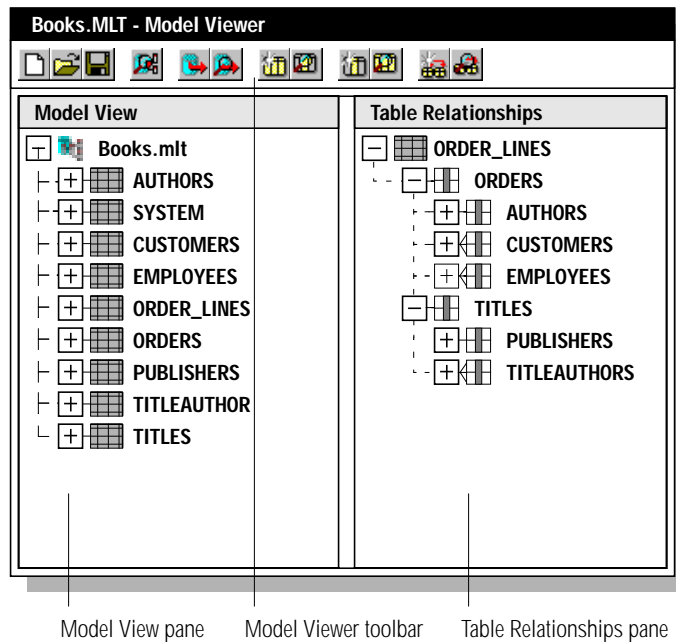 Books.MLT - Model Viewer
Model View
Books.mlt
AUTHORS
SYSTEM
CUSTOMERS
EMPLOYEES
ORDER_LINES
ORDERS
PUBLISHERS
TITLEAUTHOR
TITLES
Table Relationships
ORDER_LINES
ORDERS
AUTHORS
CUSTOMERS
EMPLOYEES
TITLES
PUBLISHERS
TITLEAUTHORS
Model View pane
Model Viewer toolbar
Table Relationships pane